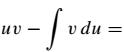 uv − ∫ v du =